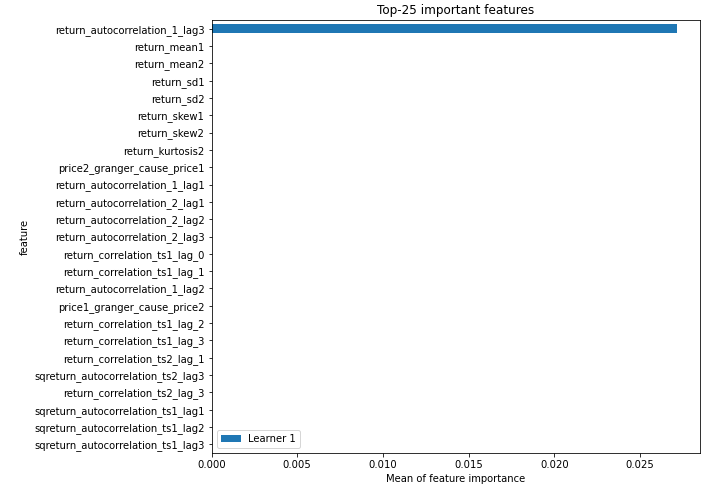 Top-25 important features
return_autocorrelation_1_lag3
return_mean1
return_mean2
return_sd1
return_sd2
return_skew1
return_skew2
return_kurtosis2
price2_granger_cause_price1
return_autocorrelation_1_lag1
return_autocorrelation_2_lag1
return_autocorrelation_2_lag2
return_autocorrelation_2_lag3
return_correlation_ts1_lag_0
return_correlation_ts1_lag_1
return_autocorrelation_1_lag2
price1_granger_cause_price2
return_correlation_ts1_lag_2
return_correlation_ts1_lag_3
return_correlation_ts2_lag_1
sqreturn_autocorrelation_ts2_lag3
return_correlation_ts2_lag_3
sqreturn_autocorrelation_ts1_lag1
sqreturn_autocorrelation_ts1_lag2
sqreturn_autocorrelation_ts1_lag3
feature
Learner 1
0.000 0.005 0.010 0.015 0.020 0.025
Mean of feature importance